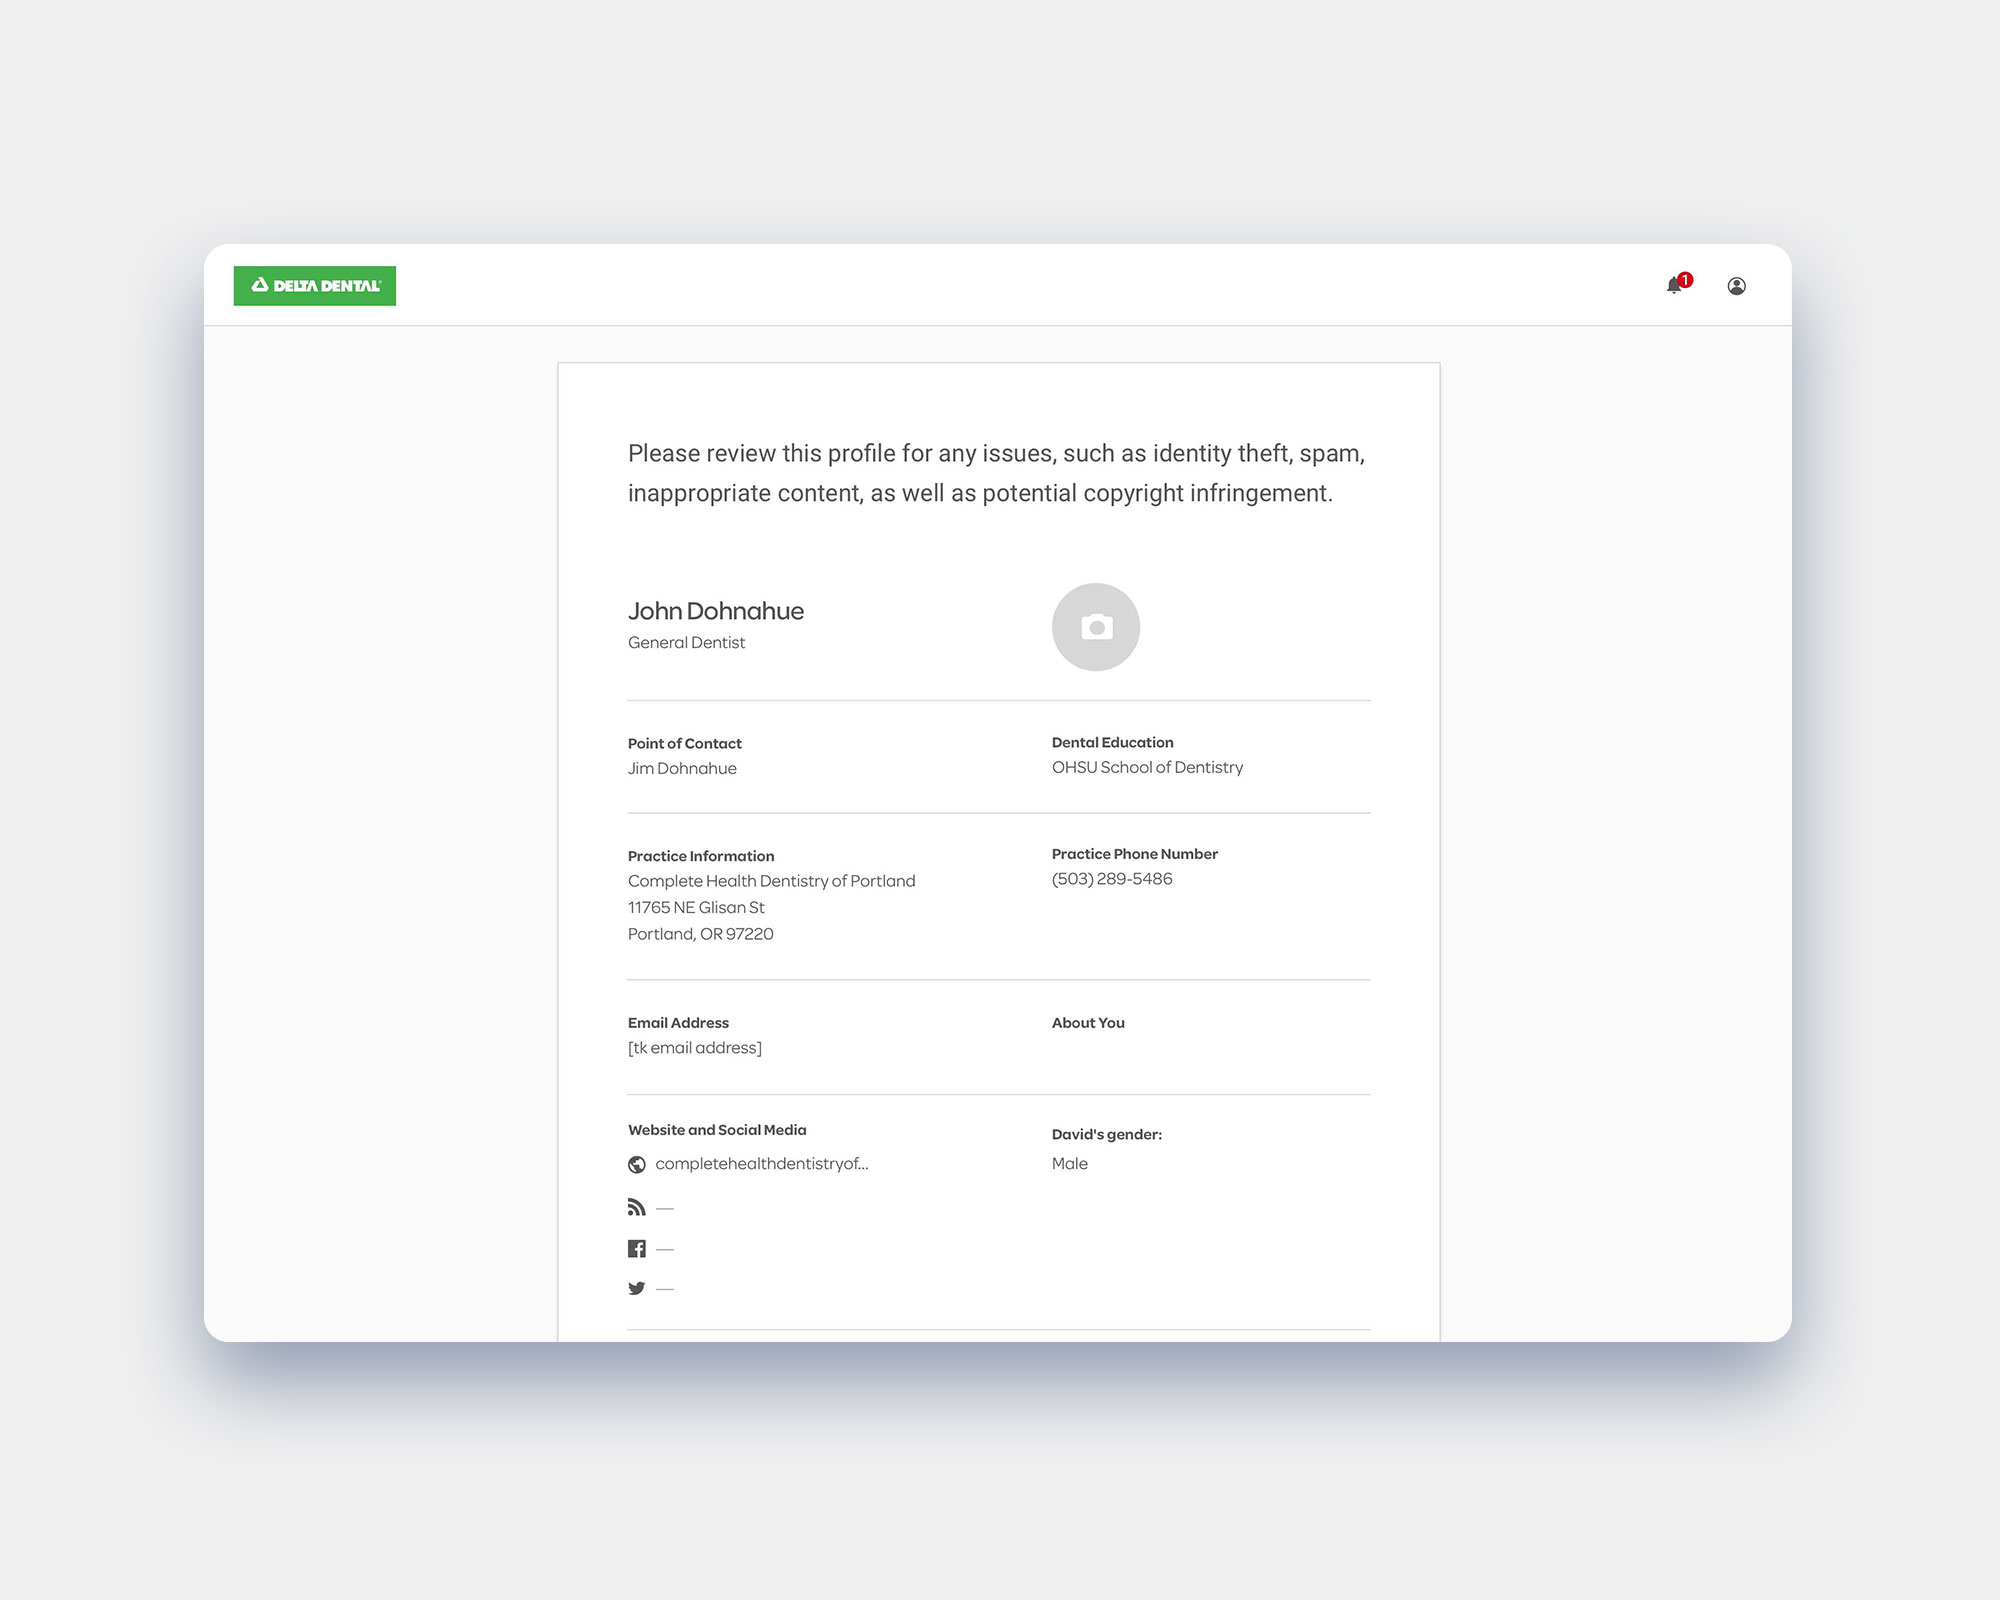 DELTA DENTAL
1
Please review this profile for any issues, such as identity theft, spam,
inappropriate content, as well as potential copyright infringement.
John Dohnahue
General Dentist
Point of Contact
Jim Dohnahue
Dental Education
OHSU School of Dentistry
Practice Information
Complete Health Dentistry of Portland
11765 NE Glisan St
Portland, OR 97220
Practice Phone Number
(503) 289-5486
Email Address
[tk email address]
About You
Website and Social Media
completehealthdentistryof...
—
—
—
David's gender:
Male